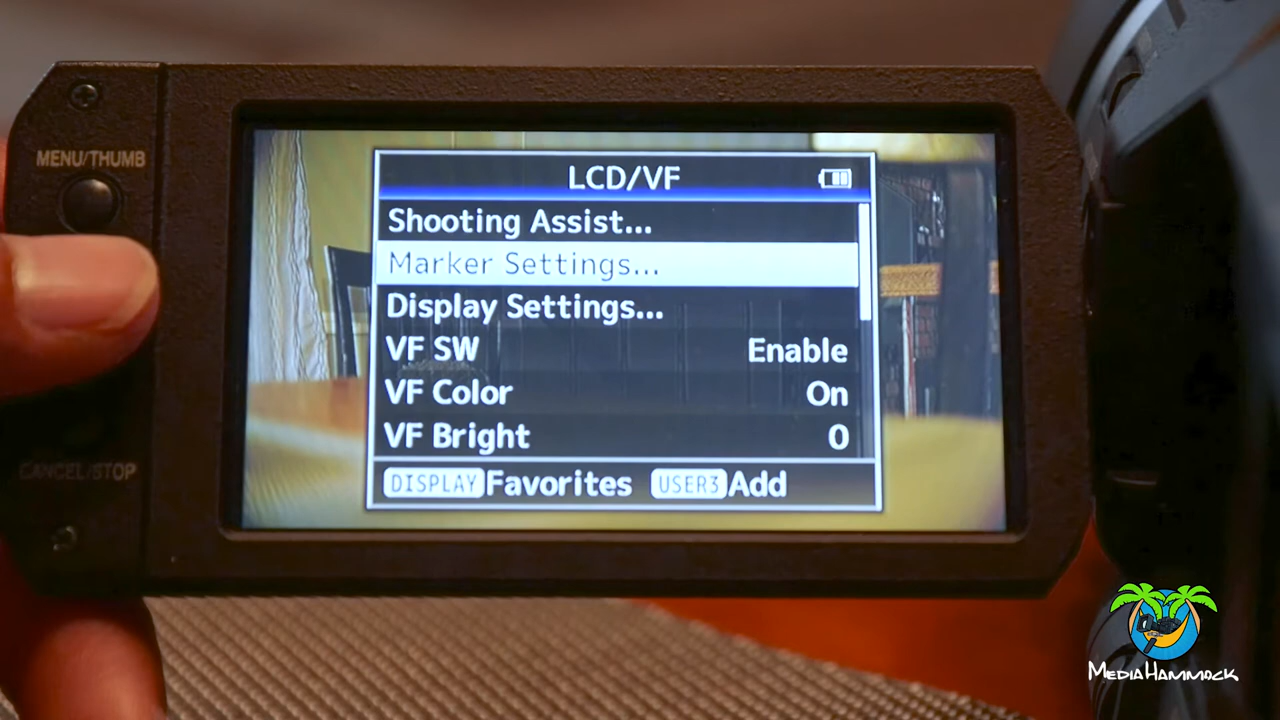 MENU/THUMB
LCD/VF
Shooting Assist...
Marker Settings...
Display Settings...
VF SW Enable
VF Color On
VF Bright 0
DISPLAY Favorites USER3 Add
CANCEL/STOP
MEDIAHAMMOCK